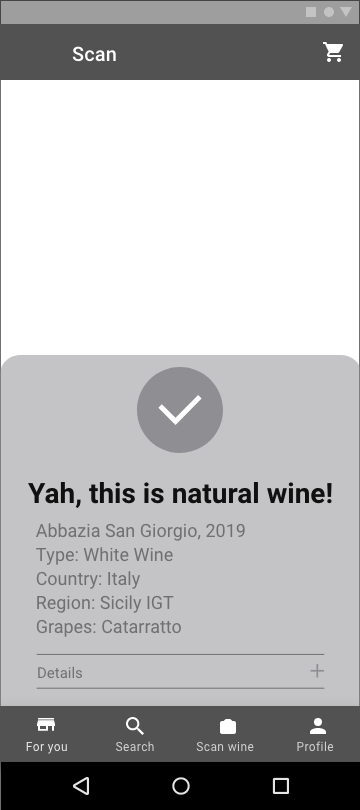 Scan
Yah, this is natural wine!
Abbazia San Giorgio, 2019
Type: White Wine
Country: Italy
Region: Sicily IGT
Grapes: Catarratto
Details
For you Search Scan wine Profile